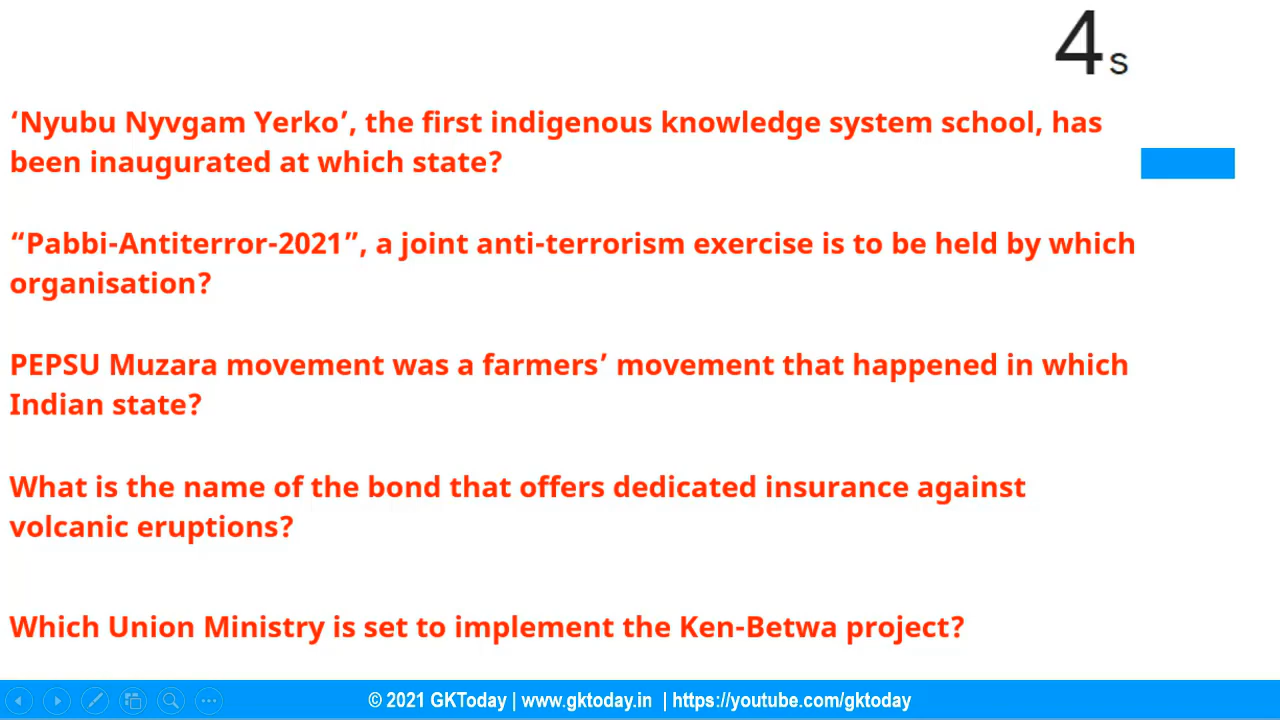 4s
‘Nyubu Nyvgam Yerko’, the first indigenous knowledge system school, has
been inaugurated at which state?
“Pabbi-Antiterror-2021”, a joint anti-terrorism exercise is to be held by which
organisation?
PEPSU Muzara movement was a farmers’ movement that happened in which
Indian state?
What is the name of the bond that offers dedicated insurance against
volcanic eruptions?
Which Union Ministry is set to implement the Ken-Betwa project?
© 2021 GKToday | www.gktoday.in | https://youtube.com/gktoday